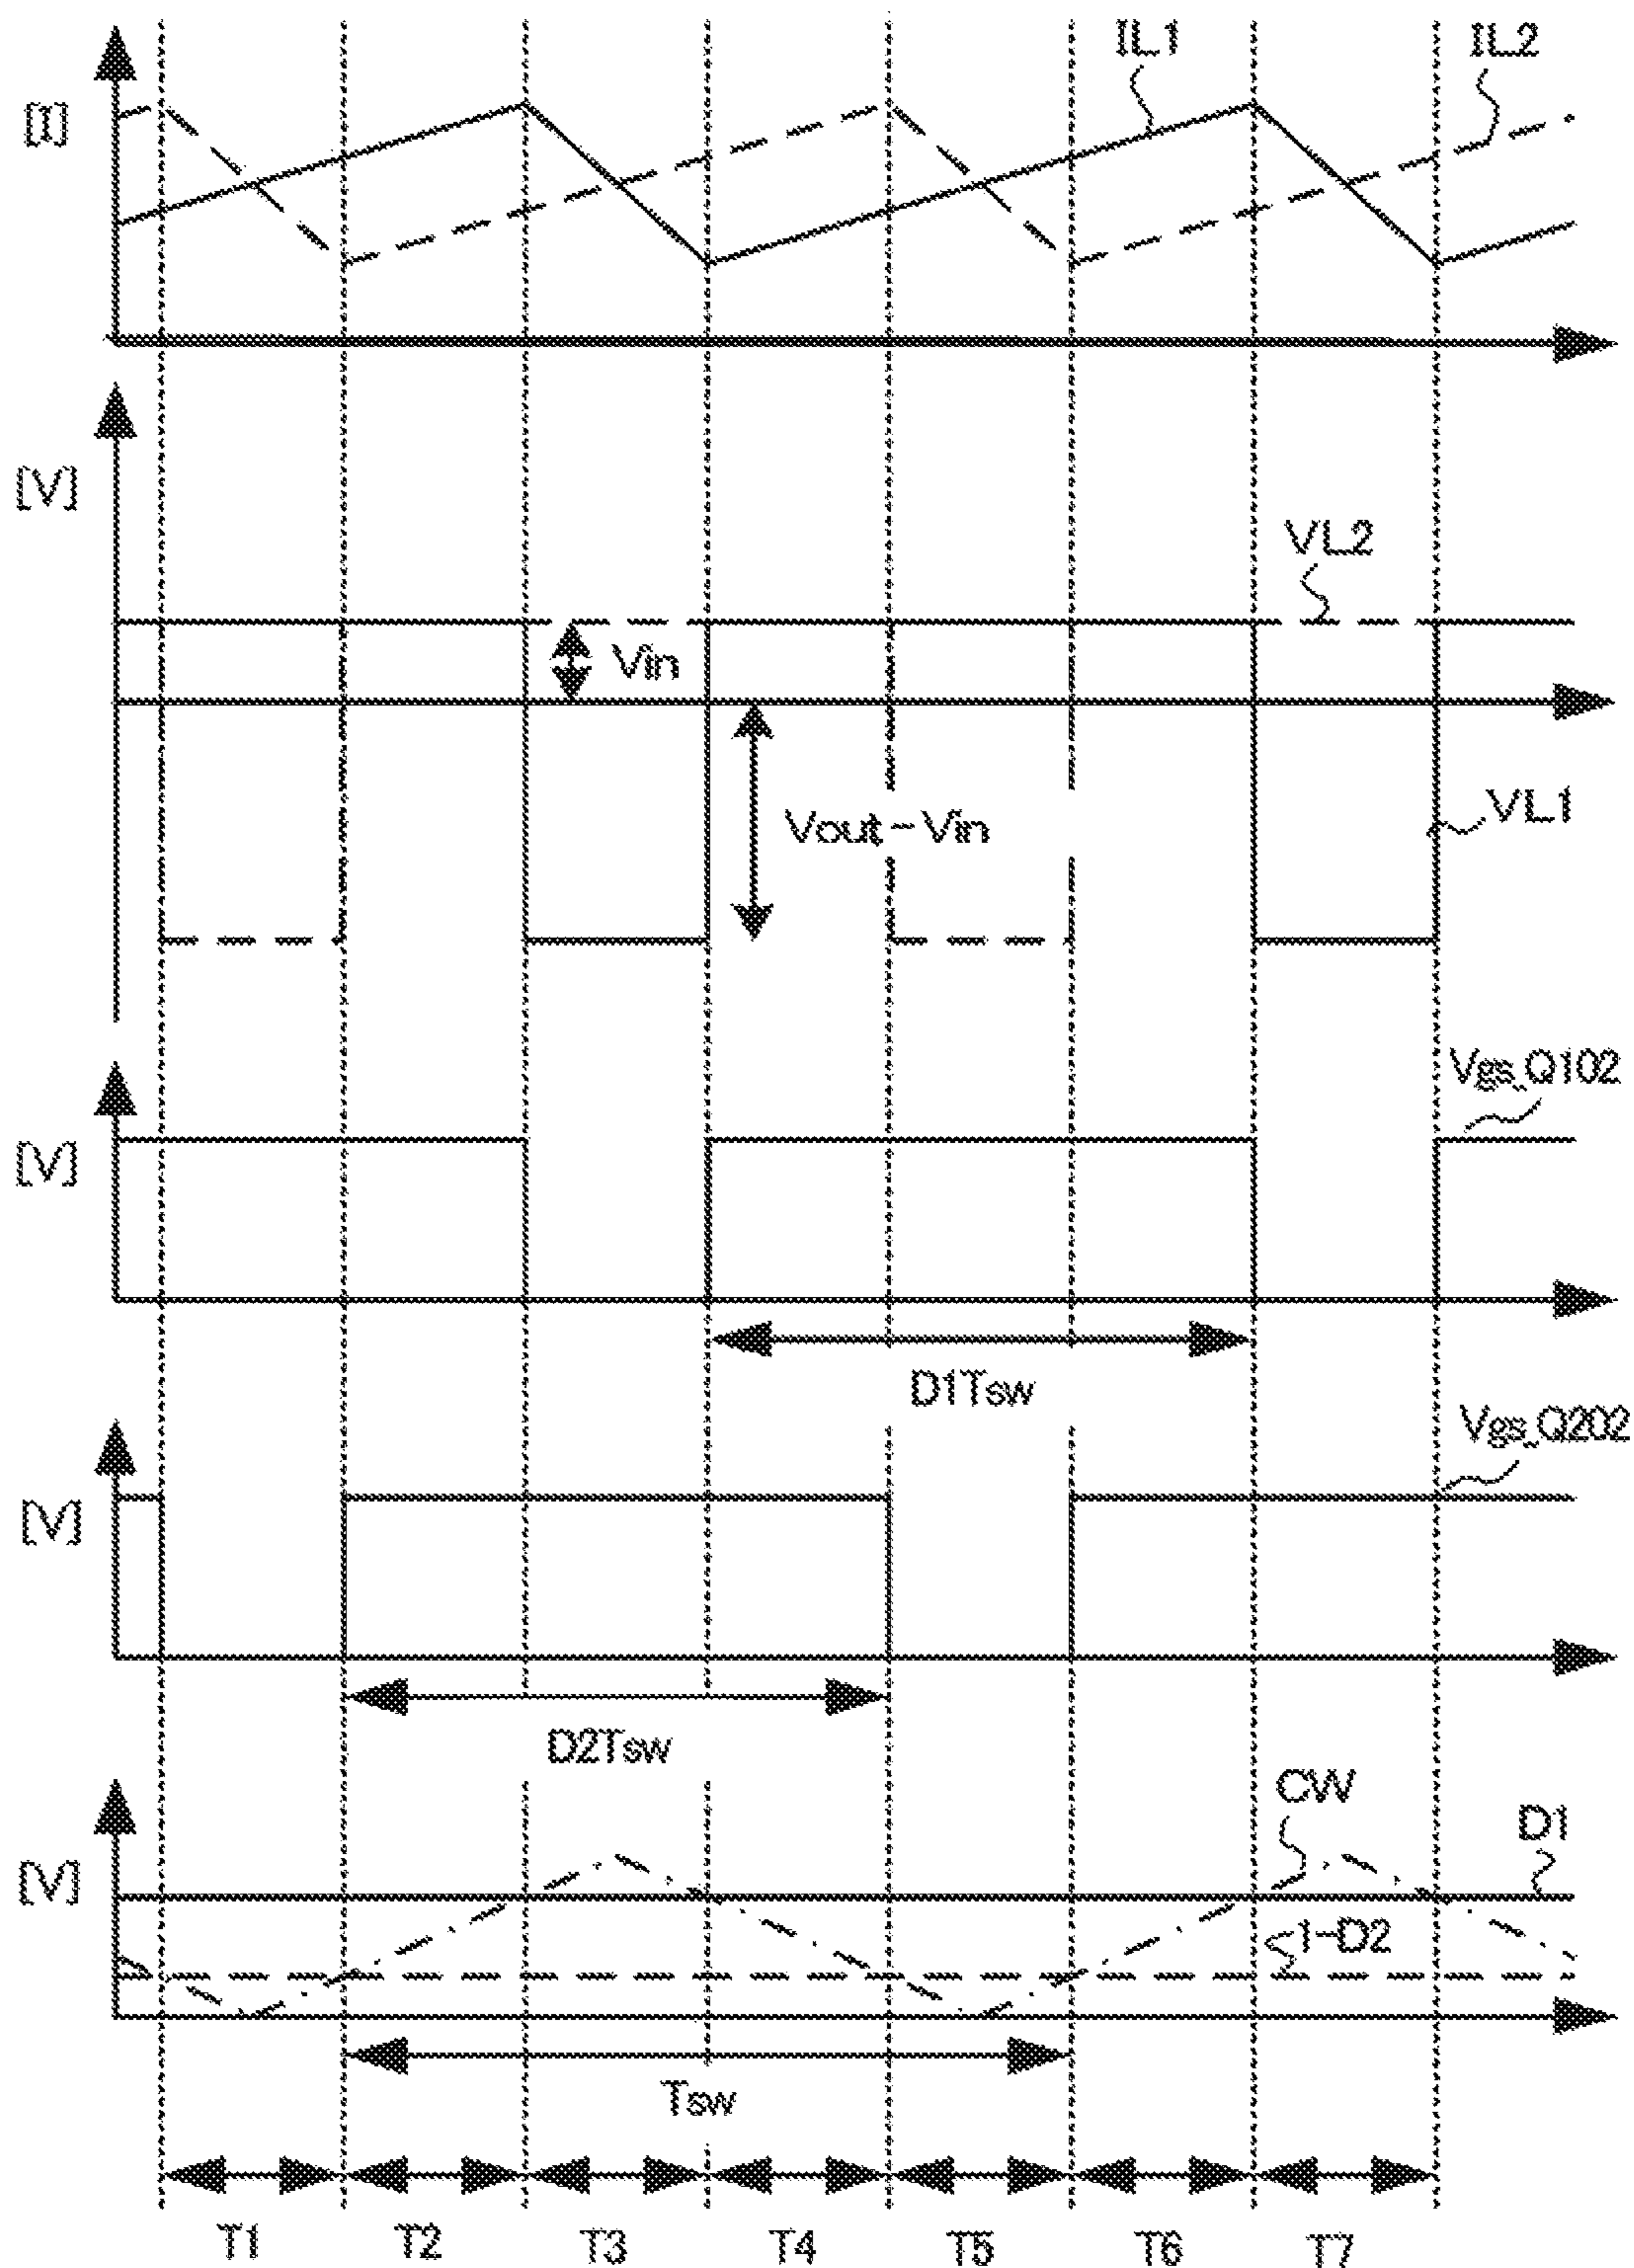 IL1
IL2
[I]
[V]
VL2
Vin
Vout-Vin
VL1
Vgs_Q102
[V]
D1Tsw
Vgs_Q202
[V]
D2Tsw
CW
D1
[V]
1-D2
Tsw
T1 T2 T3 T4 T5 T6 T7